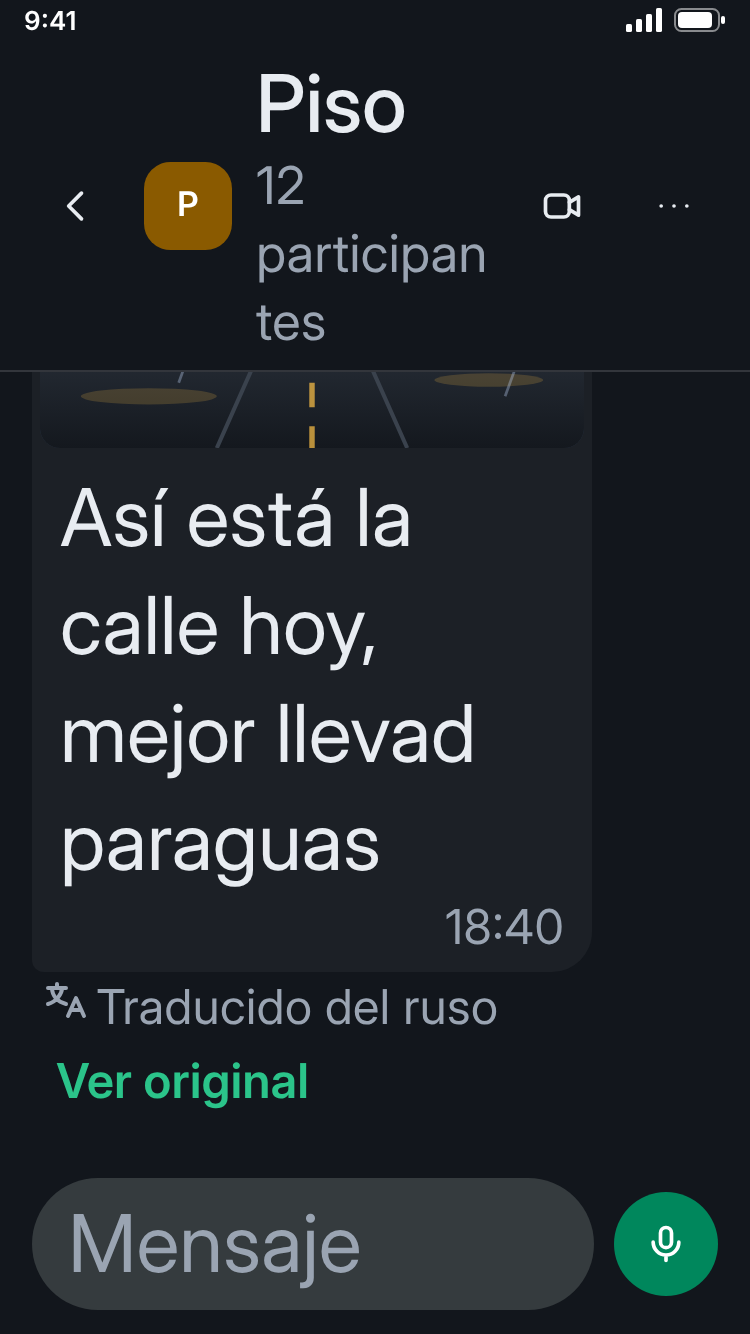 9:41
Piso
P
12
participan
tes
Así está la
calle hoy,
mejor llevad
paraguas
18:40
Traducido del ruso
Ver original
Mensaje